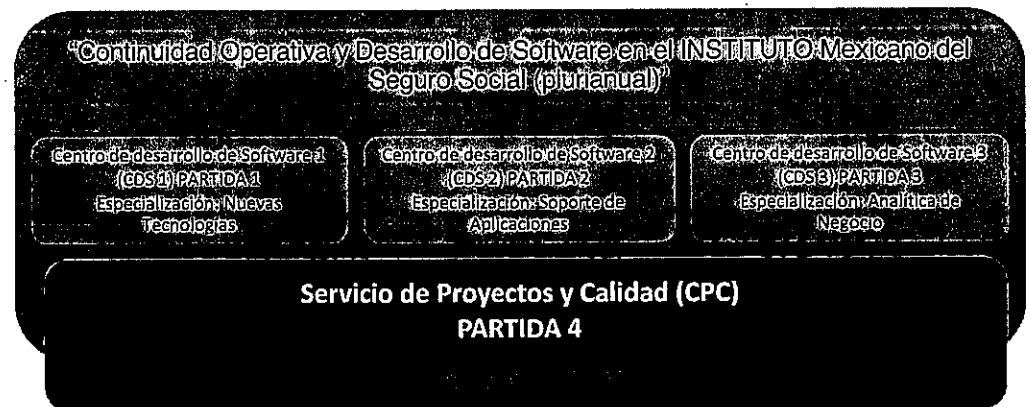 "Continuidad Operativa y Desarrollo de Software en el INSTITUTO Mexicano del
Seguro Social (plurianual)"
Centro de desarrollo de Software 1
(CDS 1) PARTIDA 1
Especialización: Nuevas
Tecnologías
Centro de desarrollo de Software 2
(CDS 2) PARTIDA 2
Especialización: Soporte de
Aplicaciones
Centro de desarrollo de Software 3
(CDS 3) PARTIDA 3
Especialización: Analítica de
Negocio
Servicio de Proyectos y Calidad (CPC)
PARTIDA 4